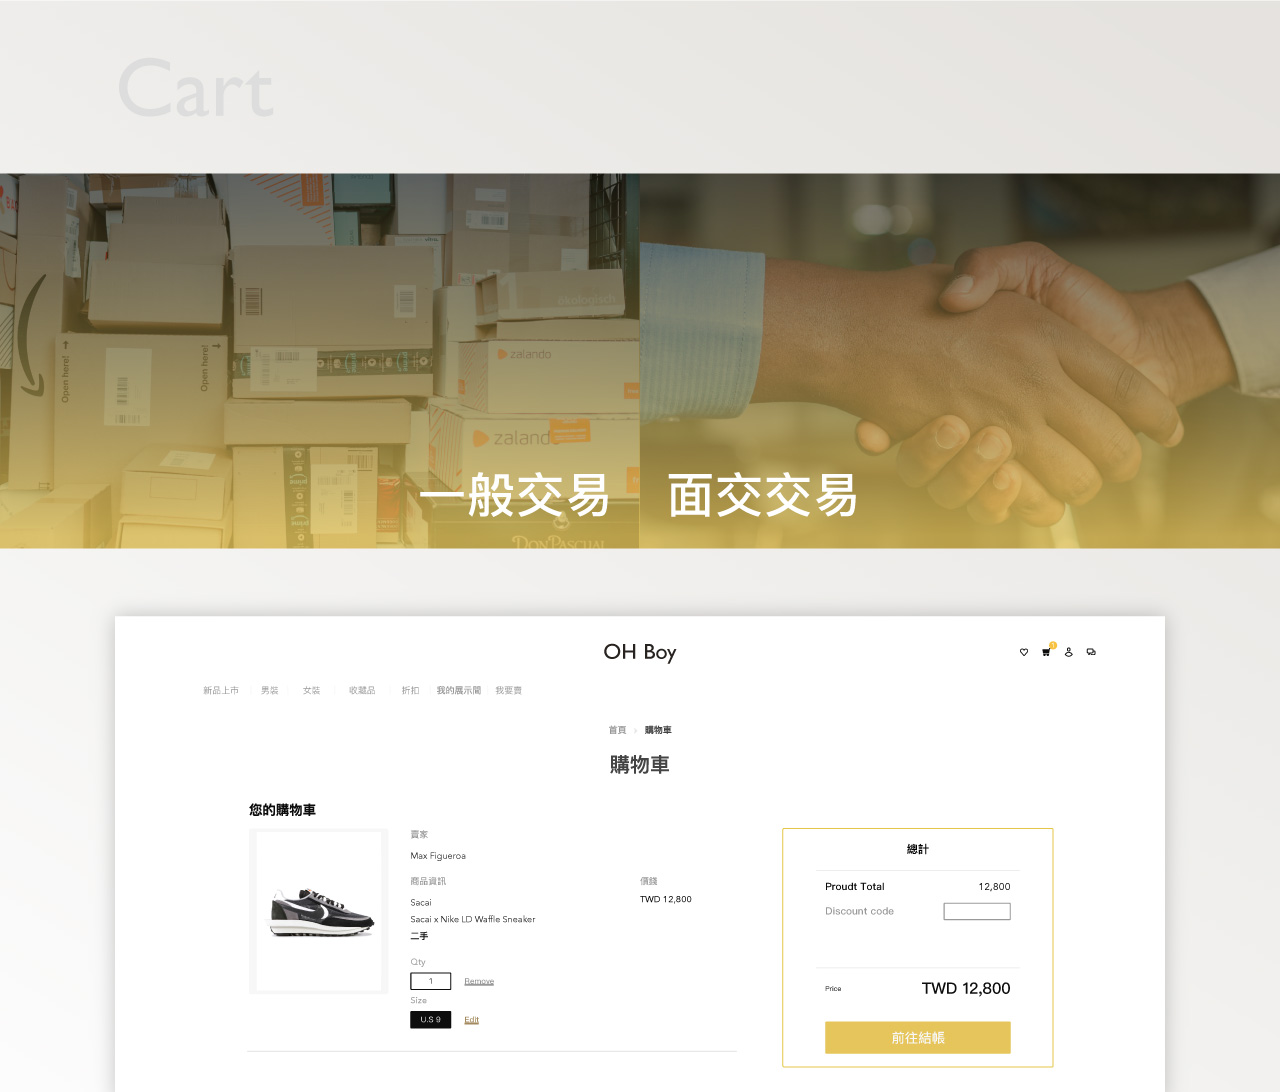 Cart
Open here!
Open here!
ökologisch
zalando
zalando
DON PASCUAL
一般交易
面交交易
OH Boy
1
新品上市 男裝 女裝 收藏品 折扣 我的展示間 我要賣
首頁 › 購物車
購物車
您的購物車
賣家
Max Figueroa
商品資訊
價錢
Sacai
TWD 12,800
Sacai x Nike LD Waffle Sneaker
二手
Qty
1
Remove
Size
U.S 9
Edit
總計
Proudt Total
12,800
Discount code
Price
TWD 12,800
前往結帳